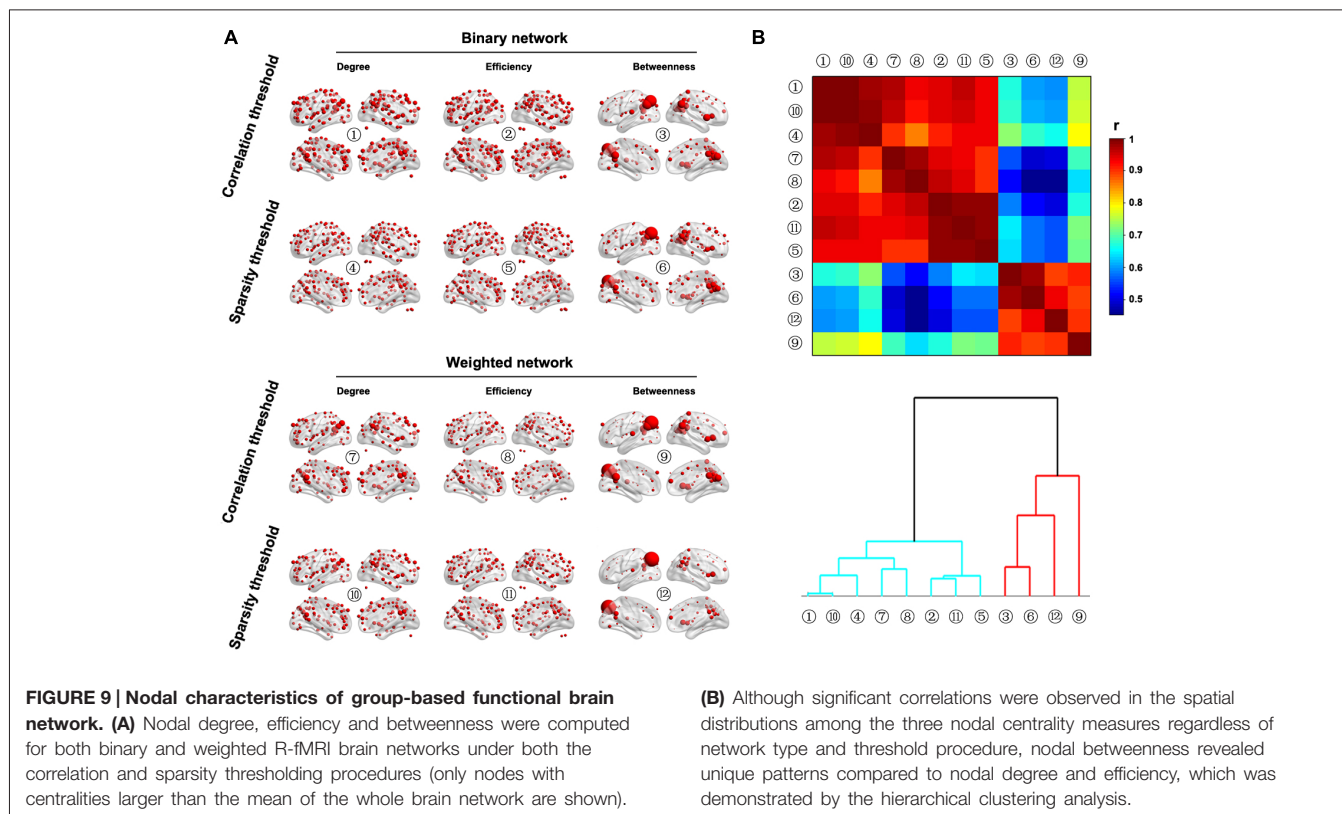 A
Binary network
Degree Efficiency Betweenness
Correlation threshold
① ② ③
Sparsity threshold
④ ⑤ ⑥
Weighted network
Degree Efficiency Betweenness
Correlation threshold
⑦ ⑧ ⑨
Sparsity threshold
⑩ ⑪ ⑫
B
① ⑩ ④ ⑦ ⑧ ② ⑪ ⑤ ③ ⑥ ⑫ ⑨
①
⑩
④
⑦
⑧
②
⑪
⑤
③
⑥
⑫
⑨
r
1
0.9
0.8
0.7
0.6
0.5
① ⑩ ④ ⑦ ⑧ ② ⑪ ⑤ ③ ⑥ ⑫ ⑨
FIGURE 9 | Nodal characteristics of group-based functional brain
network. (A) Nodal degree, efficiency and betweenness were computed
for both binary and weighted R-fMRI brain networks under both the
correlation and sparsity thresholding procedures (only nodes with
centralities larger than the mean of the whole brain network are shown).
(B) Although significant correlations were observed in the spatial
distributions among the three nodal centrality measures regardless of
network type and threshold procedure, nodal betweenness revealed
unique patterns compared to nodal degree and efficiency, which was
demonstrated by the hierarchical clustering analysis.